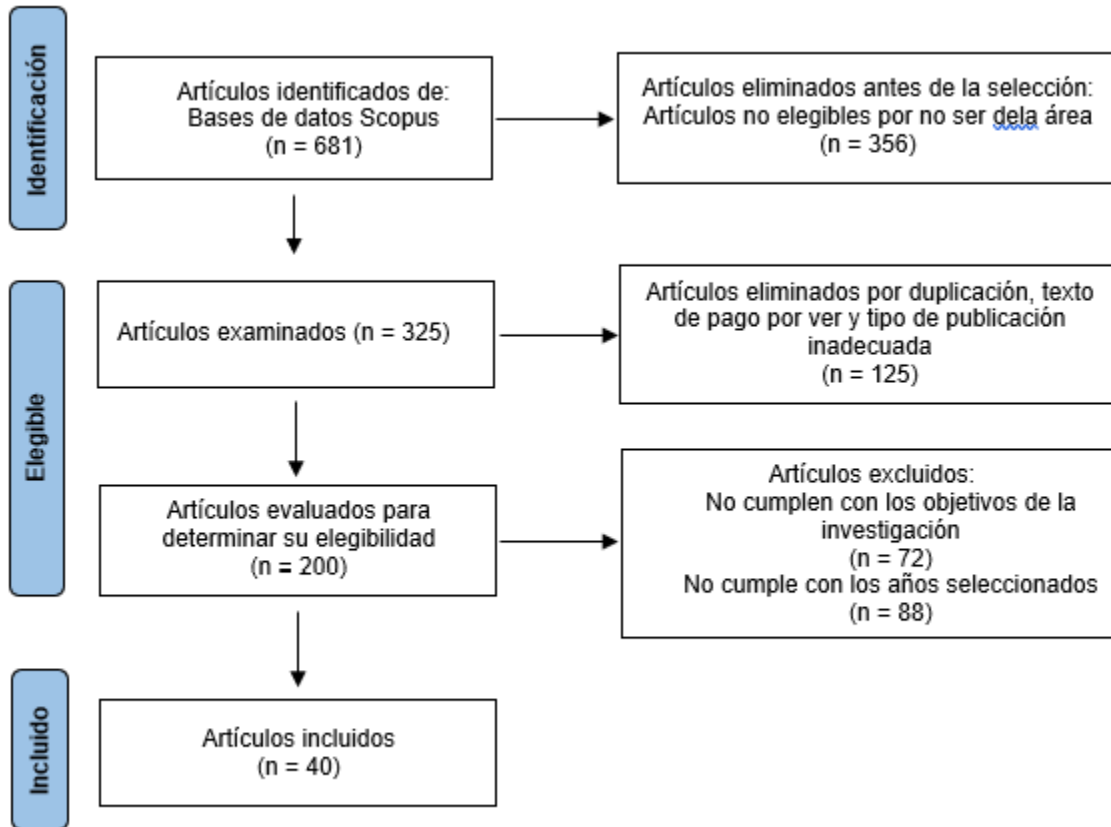 Identificación
Artículos identificados de:
Bases de datos Scopus
(n = 681)
Artículos eliminados antes de la selección:
Artículos no elegibles por no ser dela área
(n = 356)
Elegible
Artículos examinados (n = 325)
Artículos eliminados por duplicación, texto
de pago por ver y tipo de publicación
inadecuada
(n = 125)
Artículos evaluados para
determinar su elegibilidad
(n = 200)
Artículos excluidos:
No cumplen con los objetivos de la
investigación
(n = 72)
No cumple con los años seleccionados
(n = 88)
Incluido
Artículos incluidos
(n = 40)